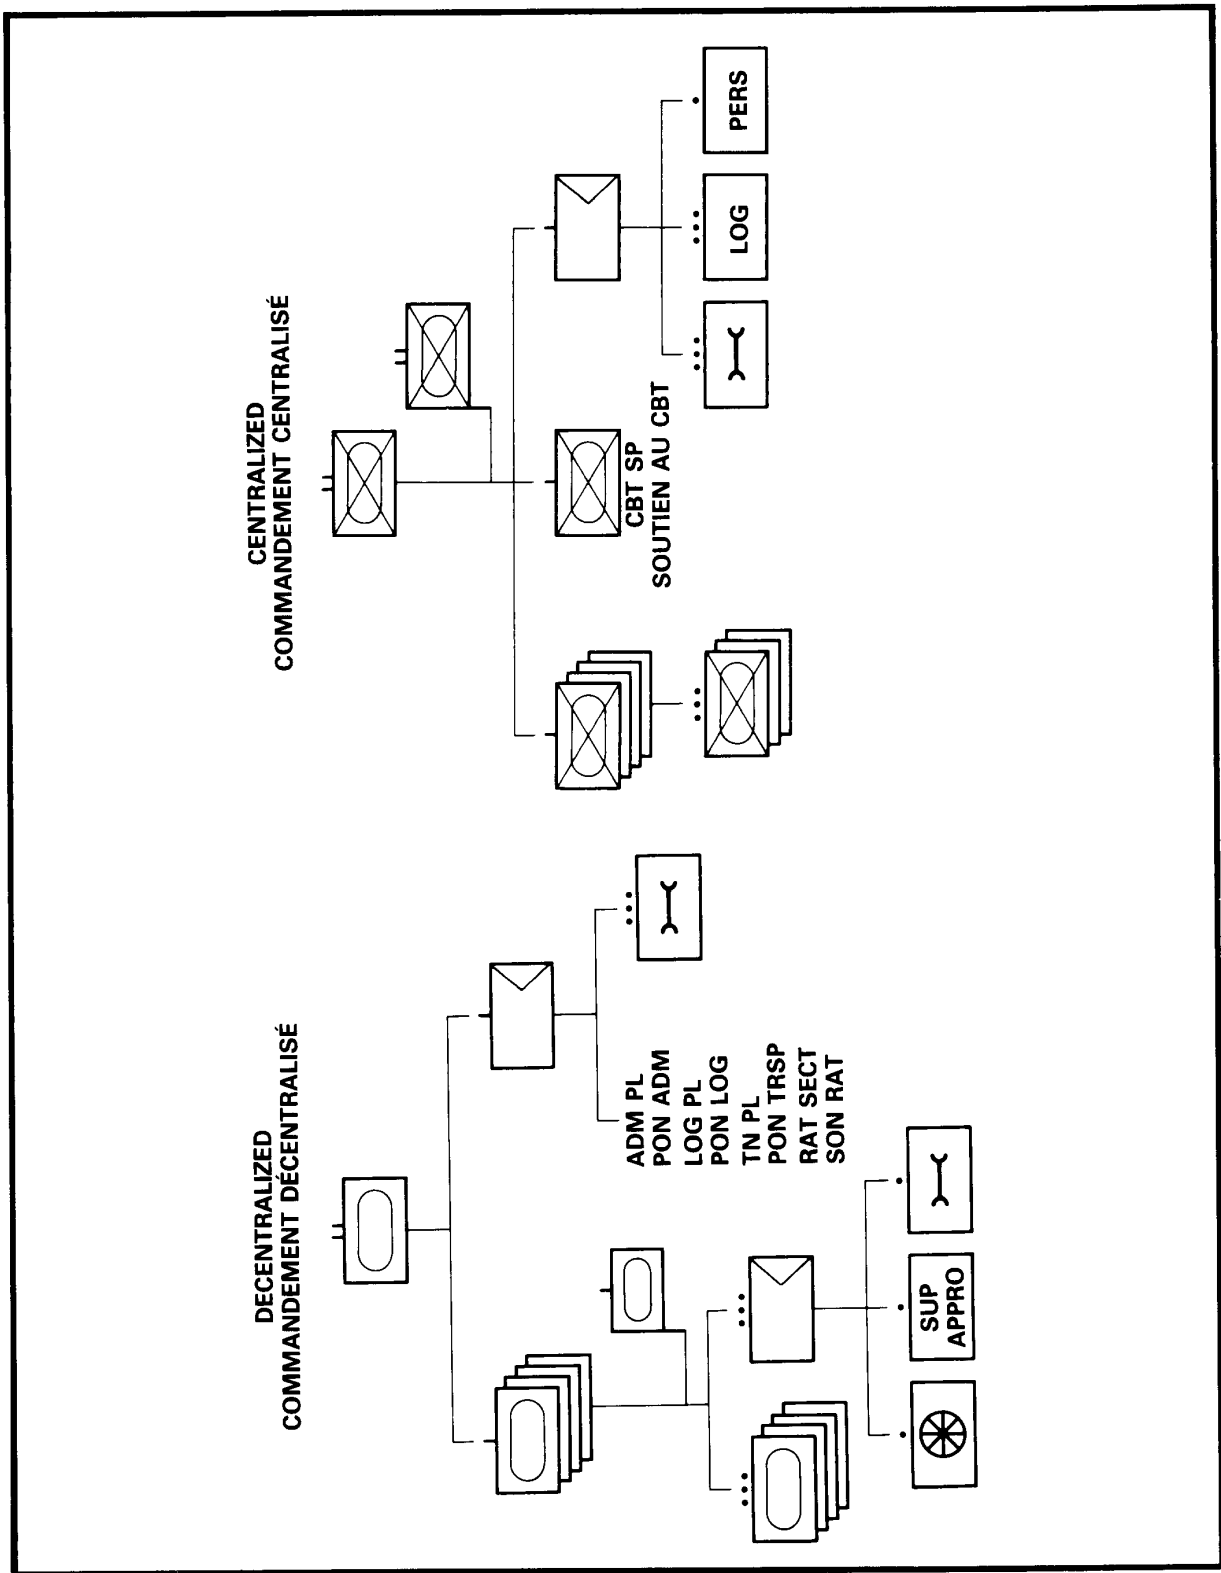 DECENTRALIZED
COMMANDEMENT DÉCENTRALISÉ
ADM PL
PON ADM
LOG PL
PON LOG
TN PL
PON TRSP
RAT SECT
SON RAT
SUP
APPRO
CENTRALIZED
COMMANDEMENT CENTRALISÉ
CBT SP
SOUTIEN AU CBT
LOG
PERS